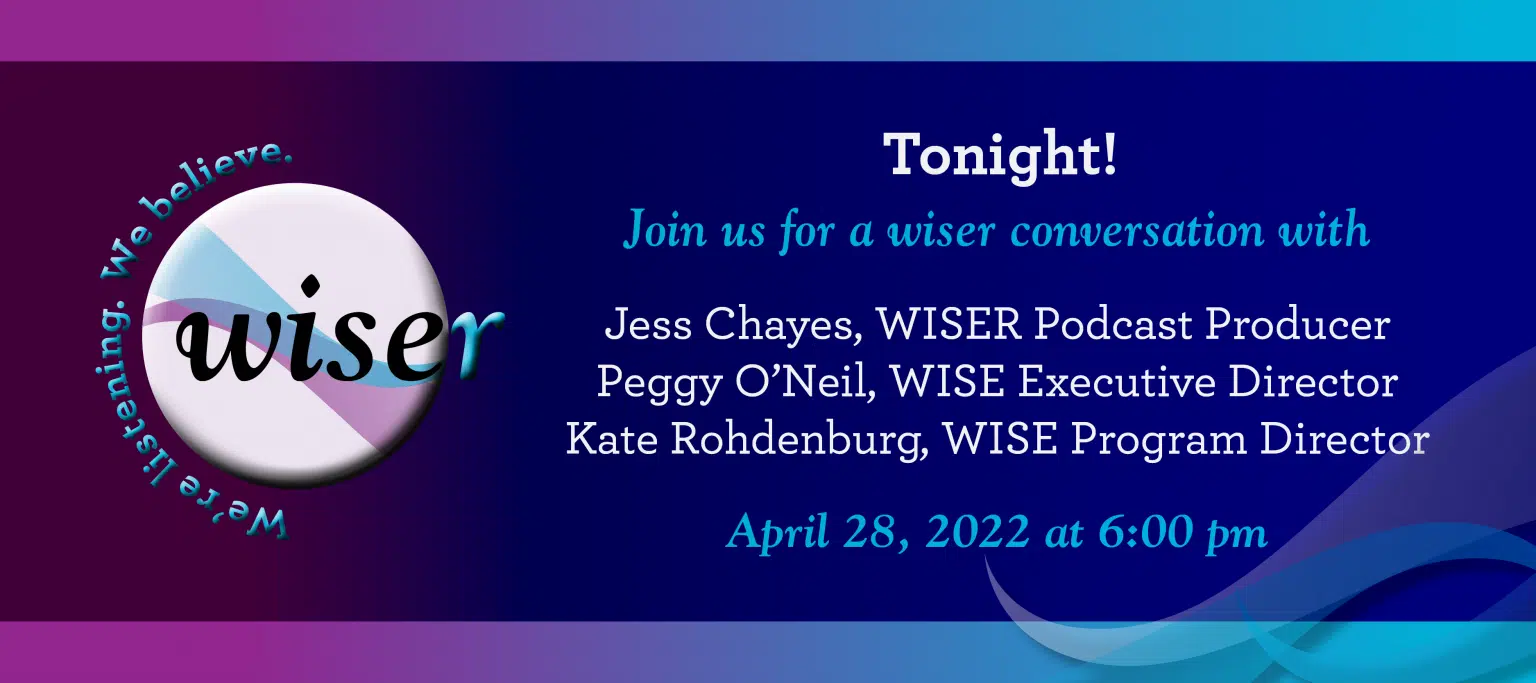 We're listening. We believe.
wiser
Tonight!
Join us for a wiser conversation with
Jess Chayes, WISER Podcast Producer
Peggy O’Neil, WISE Executive Director
Kate Rohdenburg, WISE Program Director
April 28, 2022 at 6:00 pm